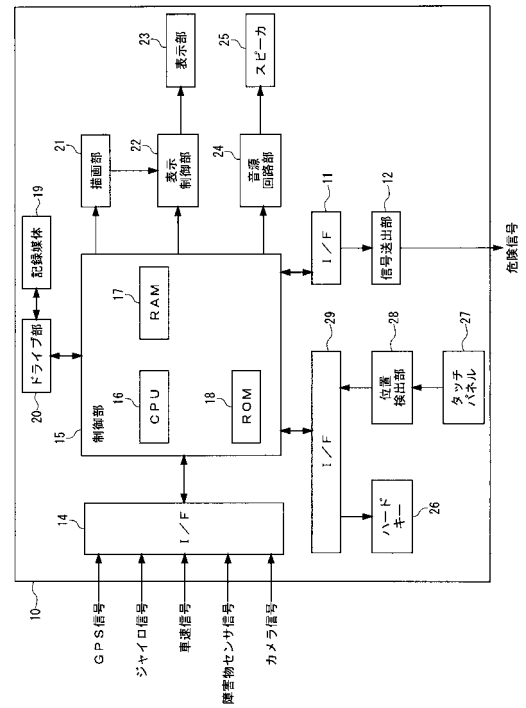 10
GPS信号
ジャイロ信号
車速信号
障害物センサ信号
カメラ信号
14
I/F
20
ドライブ部
19
記録媒体
15
制御部
16
CPU
17
RAM
18
ROM
21
描画部
22
表示
制御部
23
表示部
24
音源
回路部
25
スピーカ
29
I/F
11
I/F
12
信号送出部
危険信号
ハード
キー
26
28
位置
検出部
27
タッチ
パネル